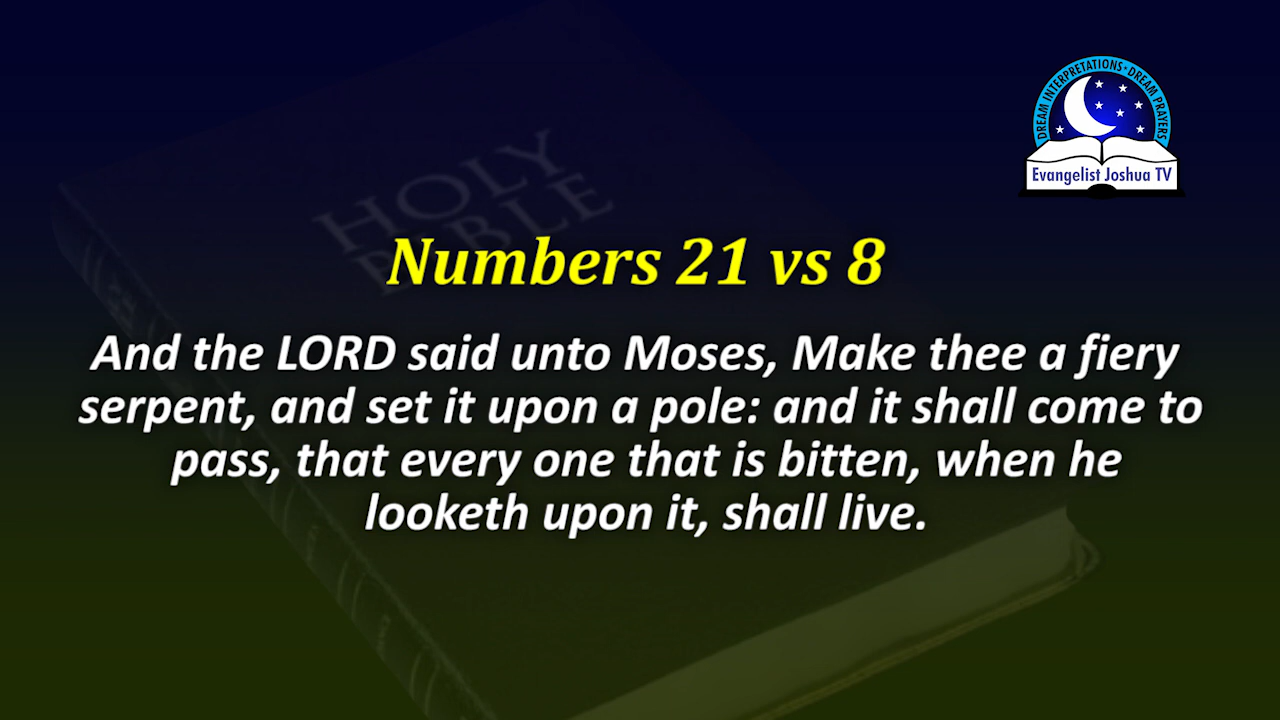 DREAM INTERPRETATIONS • DREAM PRAYERS
Evangelist Joshua TV
HOLY
BIBLE
Numbers 21 vs 8
And the LORD said unto Moses, Make thee a fiery
serpent, and set it upon a pole: and it shall come to
pass, that every one that is bitten, when he
looketh upon it, shall live.